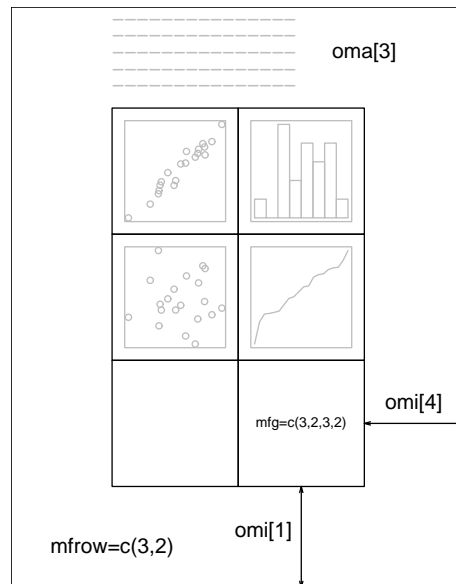 oma[3]
mfg=c(3,2,3,2)
omi[4]
omi[1]
mfrow=c(3,2)